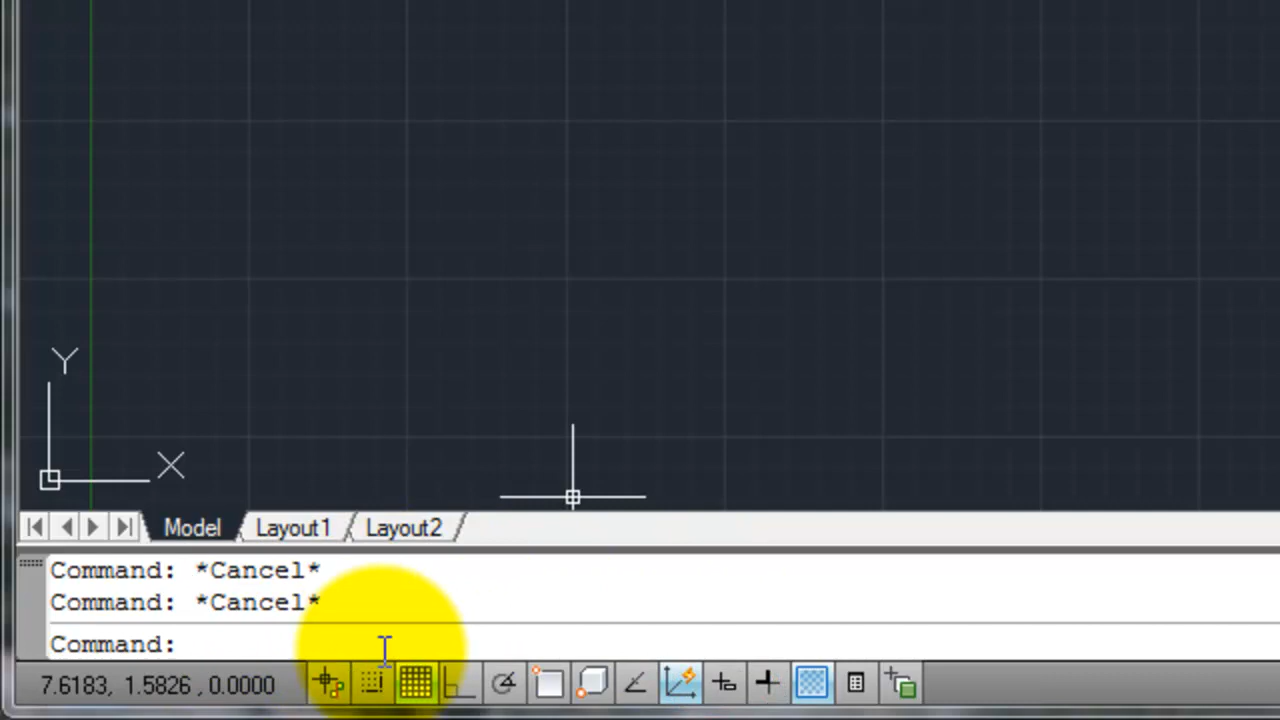 Y
X
Model Layout1 Layout2
Command: *Cancel*
Command: *Cancel*
Command:
7.6183, 1.5826 , 0.0000